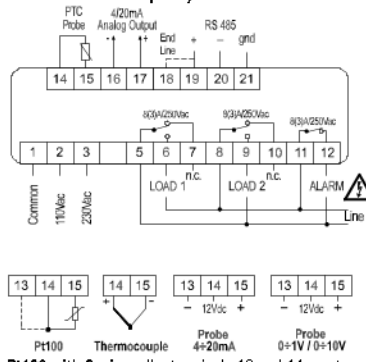 PTC 4/20mA RS 485
Probe Analog Output End + – gnd
- + Line
14 15 16 17 18 19 20 21
8(3)A/250Vac 8(3)A/250Vac 8(3)A/250Vac
1 2 3 5 6 7 8 9 10 11 12
n.c. n.c.
LOAD 1 LOAD 2 ALARM
Common 110Vac 230Vac
Line
13 14 15 14 15 13 14 15 13 14 15
+ – – 12Vdc + – 12Vdc +
Pt100 Thermocouple Probe Probe
4÷20mA 0÷1V / 0÷10V